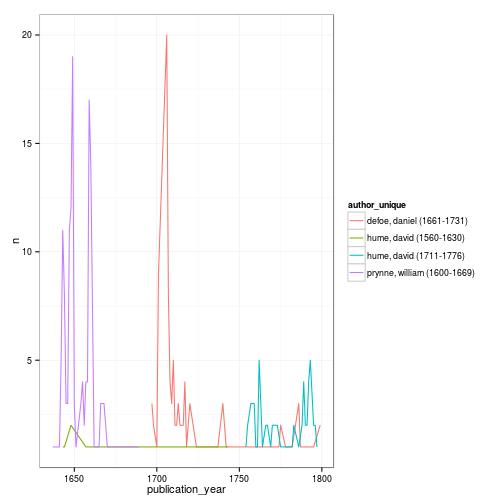 20
15
10
5
n
1650 1700 1750 1800
publication_year
author_unique
defoe, daniel (1661-1731)
hume, david (1560-1630)
hume, david (1711-1776)
prynne, william (1600-1669)